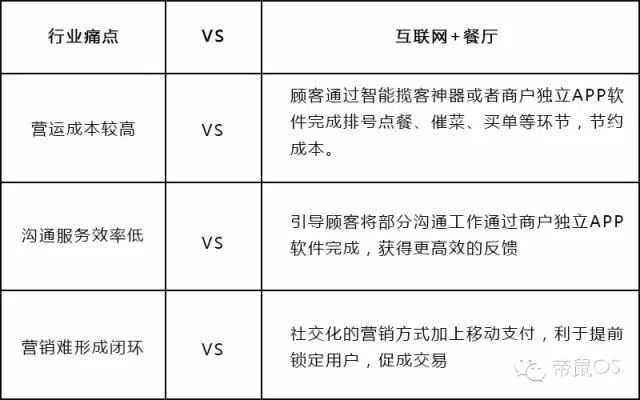 行业痛点 VS 互联网+餐厅
营运成本较高 VS
顾客通过智能揽客神器或者商户独立APP软
件完成排号点餐、催菜、买单等环节，节约
成本。
沟通服务效率低 VS
引导顾客将部分沟通工作通过商户独立APP
软件完成，获得更高效的反馈
营销难形成闭环 VS
社交化的营销方式加上移动支付，利于提前
锁定用户，促成交易
帝鼠OS